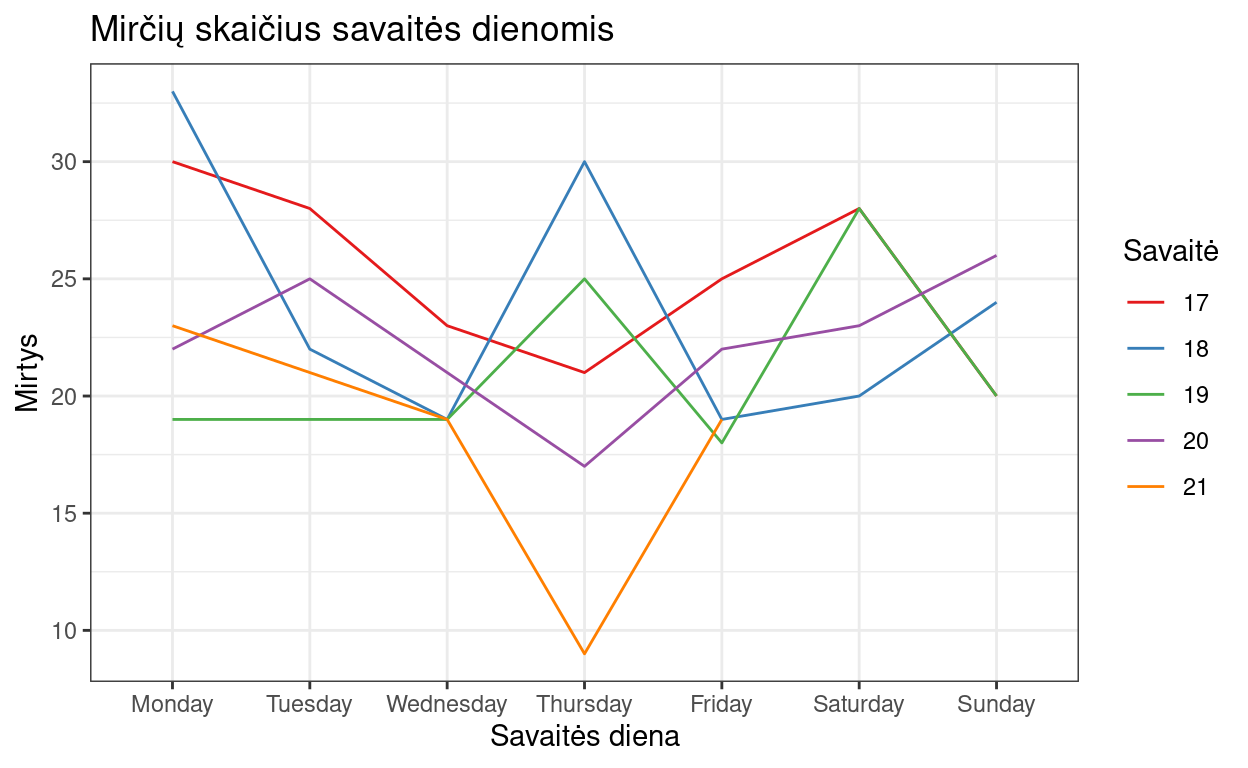 Mirčių skaičius savaitės dienomis
Mirtys
30
25
20
15
10
Monday Tuesday Wednesday Thursday Friday Saturday Sunday
Savaitės diena
Savaitė
17
18
19
20
21